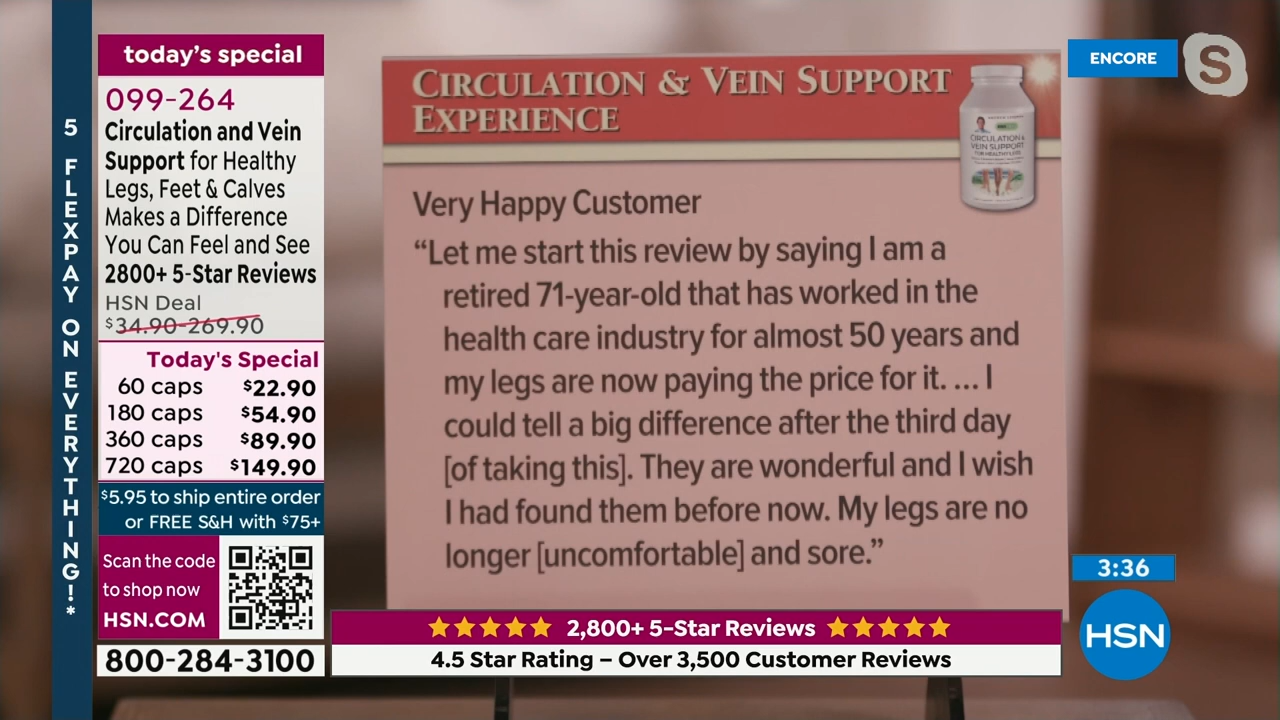 5 FLEXPAY ON EVERYTHING!*
today's special
099-264
Circulation and Vein
Support for Healthy
Legs, Feet & Calves
Makes a Difference
You Can Feel and See
2800+ 5-Star Reviews
HSN Deal
$34.90-269.90
Today's Special
60 caps $22.90
180 caps $54.90
360 caps $89.90
720 caps $149.90
$5.95 to ship entire order
or FREE S&H with $75+
Scan the code
to shop now
HSN.COM
800-284-3100
CIRCULATION & VEIN SUPPORT
EXPERIENCE
CIRCULATION &
VEIN SUPPORT
Very Happy Customer
“Let me start this review by saying I am a
retired 71-year-old that has worked in the
health care industry for almost 50 years and
my legs are now paying the price for it. ... I
could tell a big difference after the third day
[of taking this]. They are wonderful and I wish
I had found them before now. My legs are no
longer [uncomfortable] and sore.”
2,800+ 5-Star Reviews
4.5 Star Rating – Over 3,500 Customer Reviews
ENCORE
S
3:36
HSN